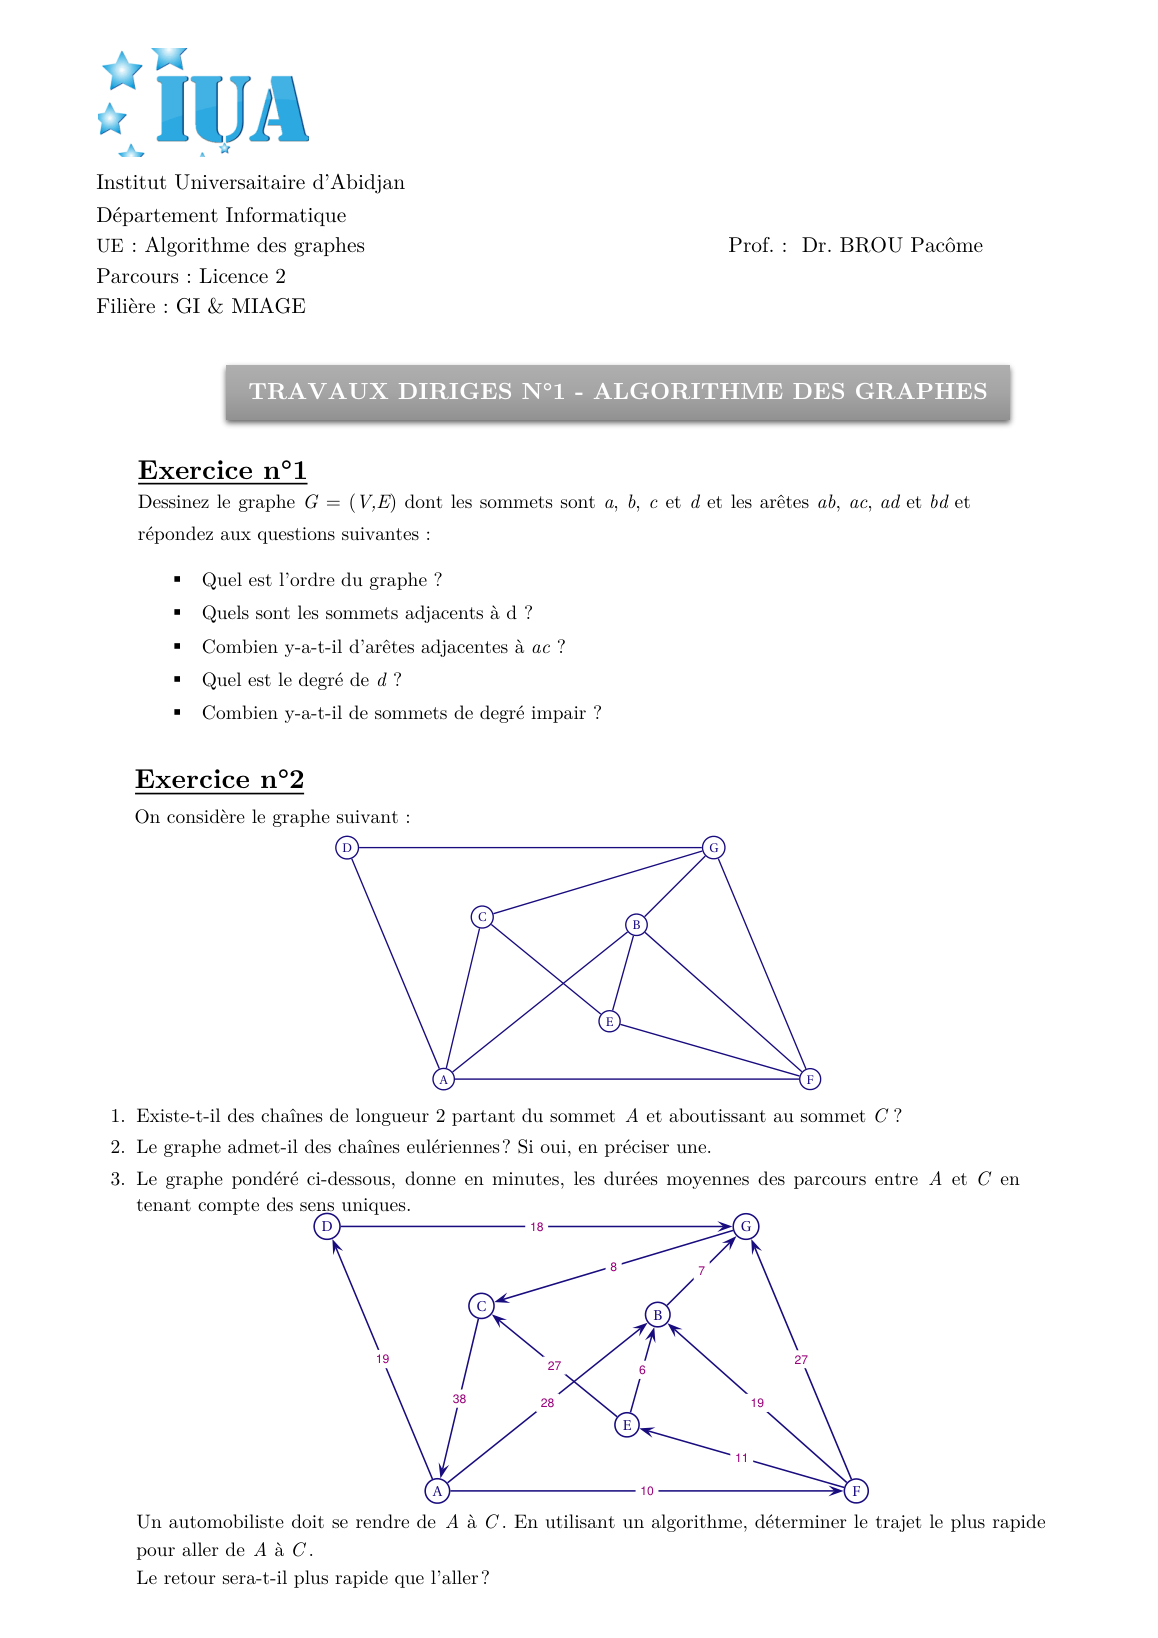 IUA
Institut Universaitaire d'Abidjan
Département Informatique
UE : Algorithme des graphes Prof. : Dr. BROU Pacôme
Parcours : Licence 2
Filière : GI & MIAGE
TRAVAUX DIRIGES N°1 - ALGORITHME DES GRAPHES
Exercice n°1
Dessinez le graphe G = (V,E) dont les sommets sont a, b, c et d et les arêtes ab, ac, ad et bd et
répondez aux questions suivantes :
▪ Quel est l'ordre du graphe ?
▪ Quels sont les sommets adjacents à d ?
▪ Combien y-a-t-il d'arêtes adjacentes à ac ?
▪ Quel est le degré de d ?
▪ Combien y-a-t-il de sommets de degré impair ?
Exercice n°2
On considère le graphe suivant :
D G
C
B
E
A F
1. Existe-t-il des chaînes de longueur 2 partant du sommet A et aboutissant au sommet C ?
2. Le graphe admet-il des chaînes eulériennes? Si oui, en préciser une.
3. Le graphe pondéré ci-dessous, donne en minutes, les durées moyennes des parcours entre A et C en
tenant compte des sens uniques.
D 18 G
8 7
C B
19 27 6 27
38 28 19
E
11
A 10 F
Un automobiliste doit se rendre de A à C. En utilisant un algorithme, déterminer le trajet le plus rapide
pour aller de A à C.
Le retour sera-t-il plus rapide que l'aller?